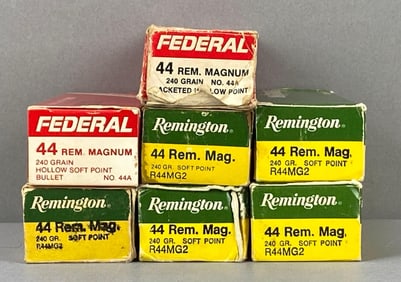 FEDERAL
44 REM. MAGNUM
240 GRAIN
JACKETED HOLLOW POINT
NO. 44A
FEDERAL
44 REM. MAGNUM
240 GRAIN
HOLLOW SOFT POINT
BULLET NO. 44A
Remington®
44 Rem. Mag.
240 GR. SOFT POINT
R44MG2
Remington®
44 Rem. Mag.
240 GR. SOFT POINT
R44MG2
Remington®
44 Rem. Mag.
240 GR. SOFT POINT
R44MG2
Remington®
44 Rem. Mag.
240 GR. SOFT POINT
R44MG2
Remington®
44 Rem. Mag.
240 GR. SOFT POINT
R44MG2